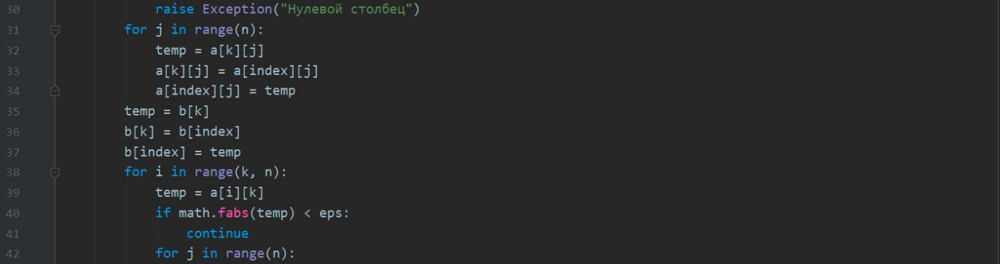 30 raise Exception("Нулевой столбец")
31 for j in range(n):
32 temp = a[k][j]
33 a[k][j] = a[index][j]
34 a[index][j] = temp
35 temp = b[k]
36 b[k] = b[index]
37 b[index] = temp
38 for i in range(k, n):
39 temp = a[i][k]
40 if math.fabs(temp) < eps:
41 continue
42 for j in range(n):